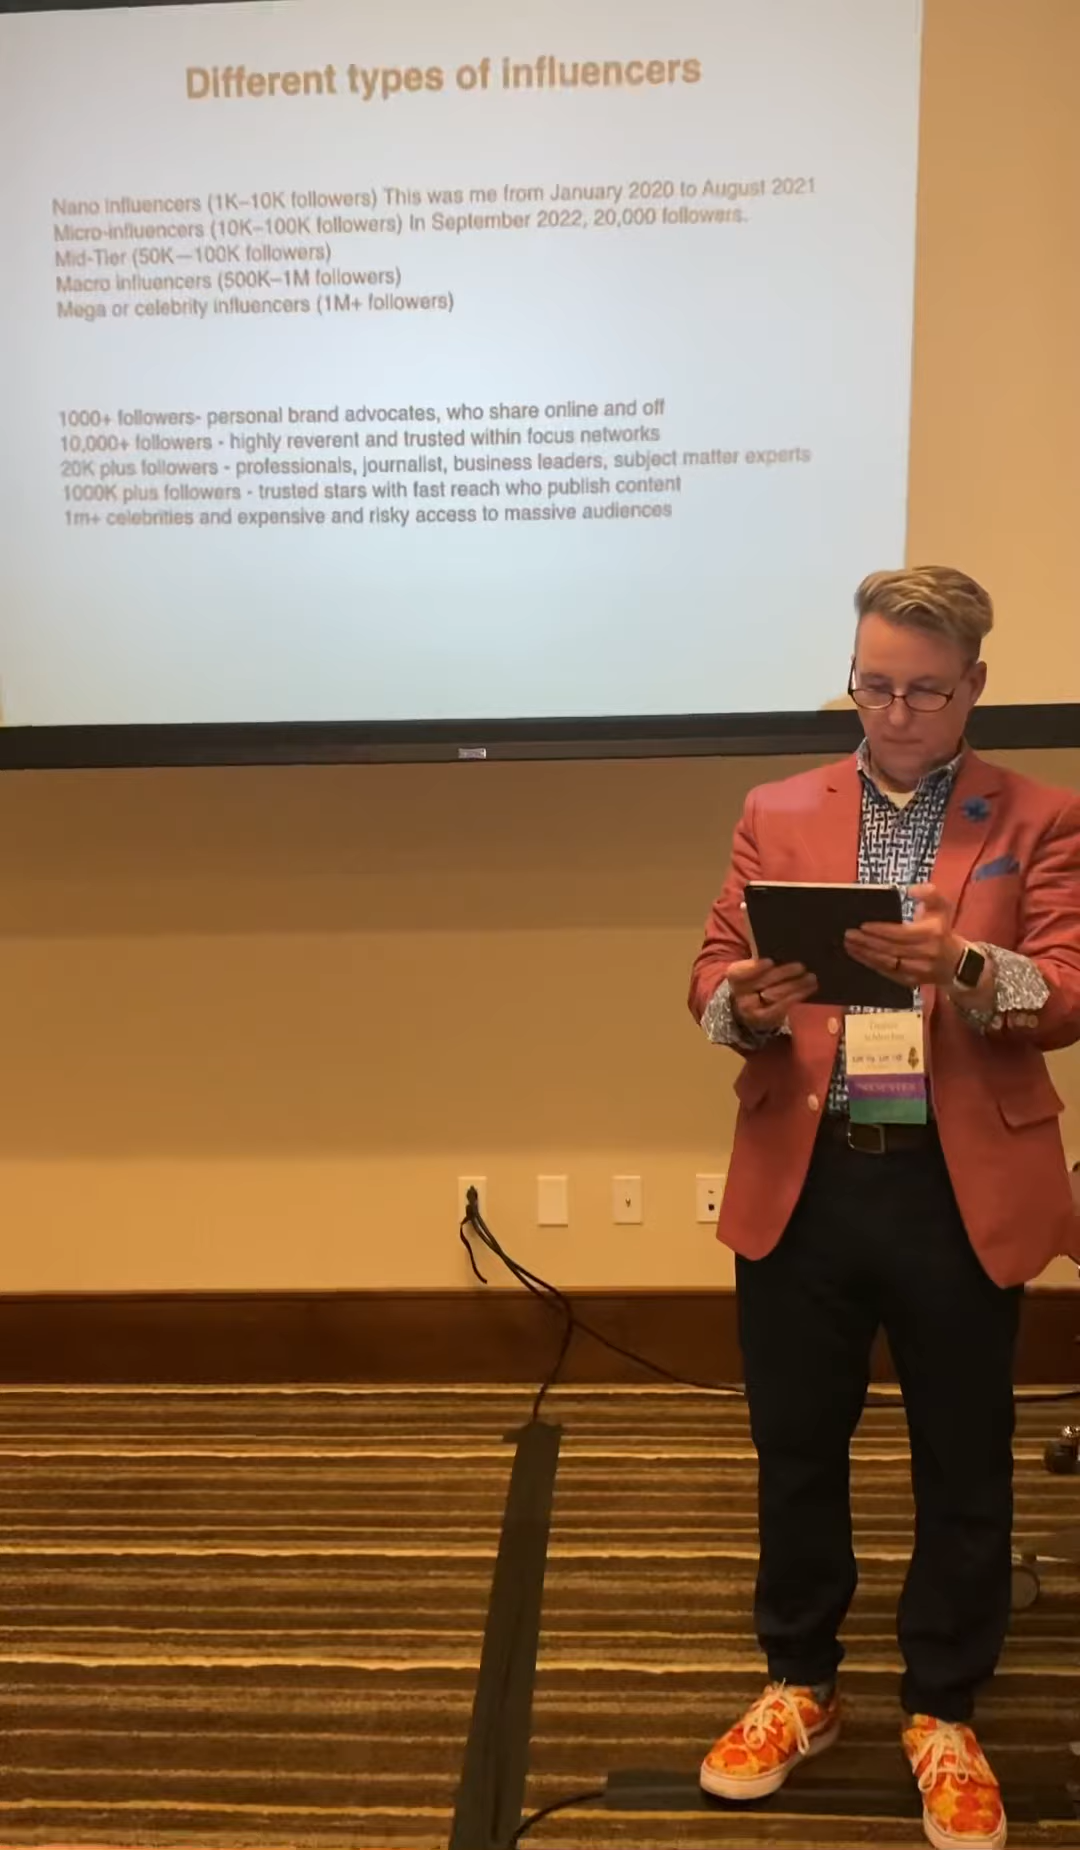 Different types of influencers
Nano influencers (1K–10K followers) This was me from January 2020 to August 2021
Micro-influencers (10K–100K followers) In September 2022, 20,000 followers.
Mid-Tier (50K—100K followers)
Macro influencers (500K–1M followers)
Mega or celebrity influencers (1M+ followers)
1000+ followers- personal brand advocates, who share online and off
10,000+ followers - highly reverent and trusted within focus networks
20K plus followers - professionals, journalist, business leaders, subject matter experts
1000K plus followers - trusted stars with fast reach who publish content
1m+ celebrities and expensive and risky access to massive audiences